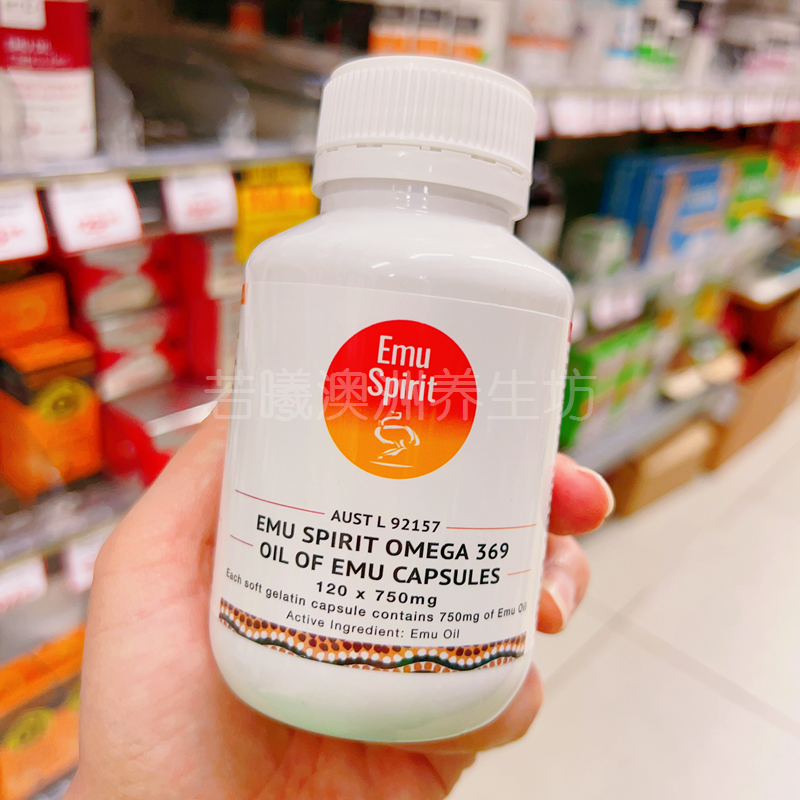 Emu
Spirit
若曦澳洲养生坊
AUST L 92157
EMU SPIRIT OMEGA 369
OIL OF EMU CAPSULES
120 x 750mg
Each soft gelatin capsule contains 750mg of Emu Oil
Active Ingredient: Emu Oil